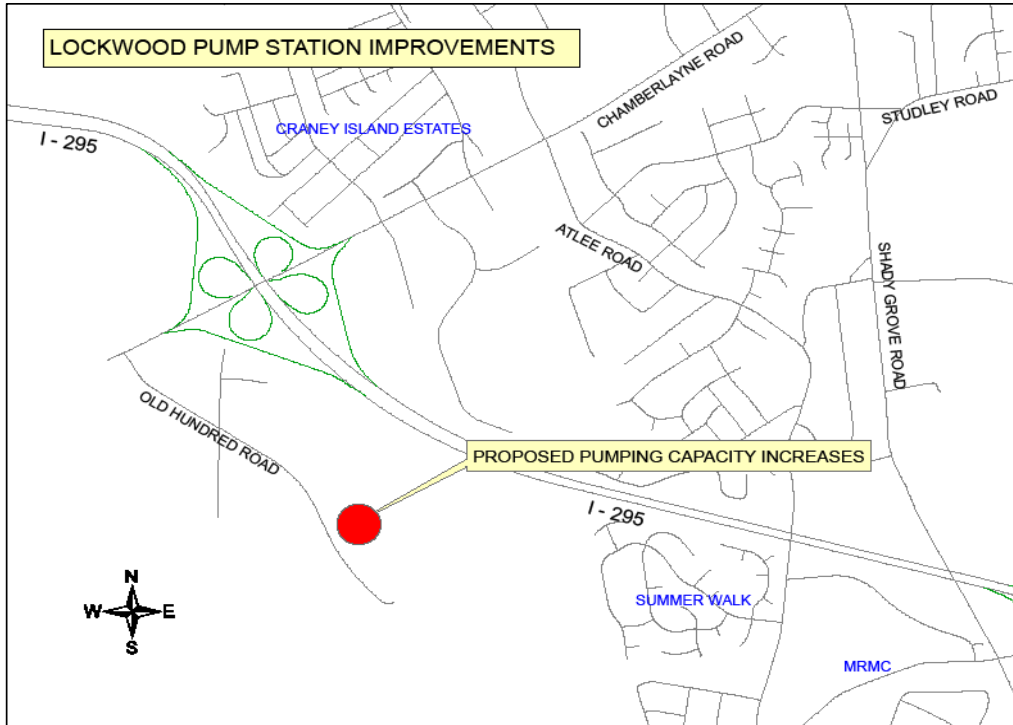 LOCKWOOD PUMP STATION IMPROVEMENTS
CHAMBERLAYNE ROAD
STUDLEY ROAD
CRANEY ISLAND ESTATES
I - 295
ATLEE ROAD
SHADY GROVE ROAD
OLD HUNDRED ROAD
PROPOSED PUMPING CAPACITY INCREASES
I - 295
N
W E
S
SUMMER WALK
MRMC